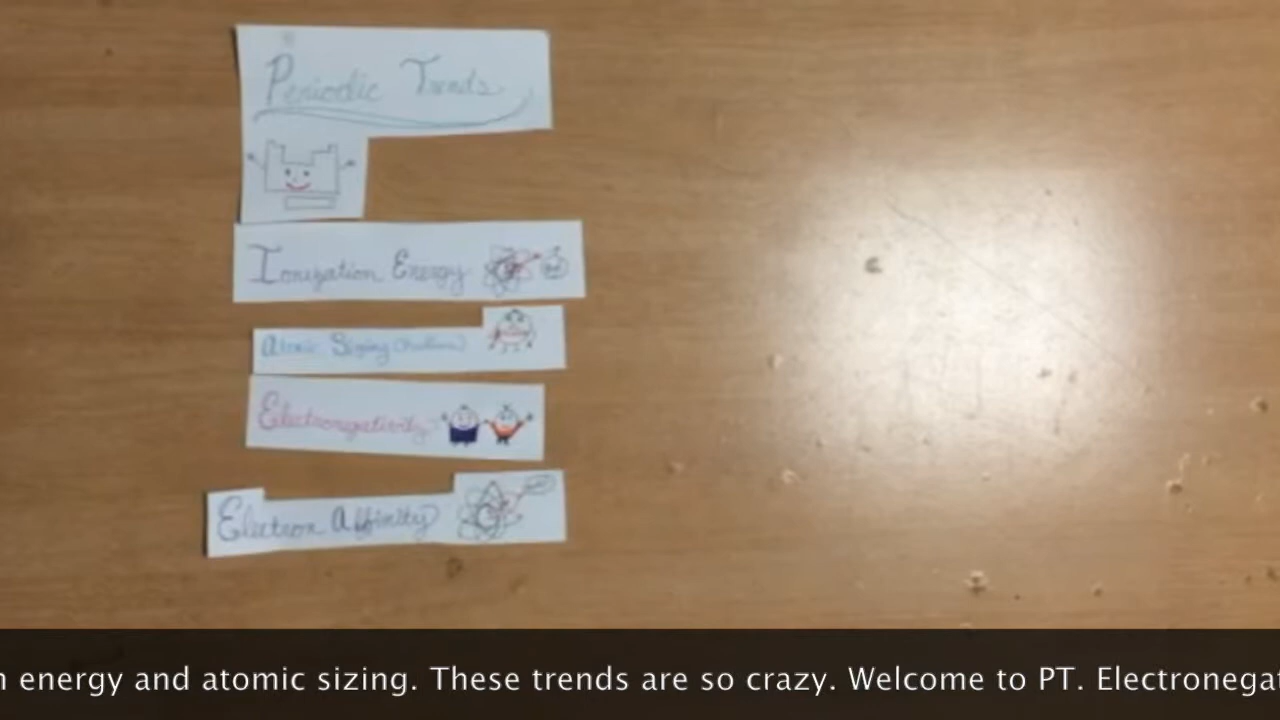 Periodic Trends
Ionization Energy
Atomic Sizing (Radius)
Electronegativity
Electron Affinity
n energy and atomic sizing. These trends are so crazy. Welcome to PT. Electronegat